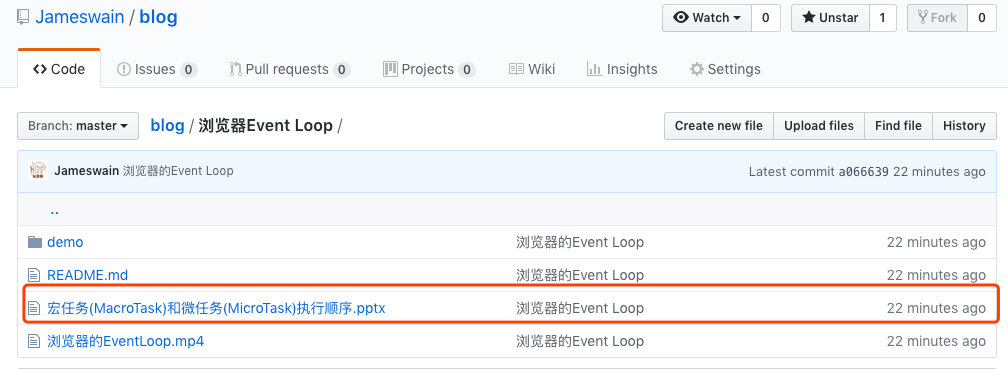 Jameswain / blog Watch 0 Unstar 1 Fork 0
Code Issues 0 Pull requests 0 Projects 0 Wiki Insights Settings
Branch: master blog / 浏览器Event Loop / Create new file Upload files Find file History
Jameswain 浏览器的Event Loop Latest commit a066639 22 minutes ago
..
demo 浏览器的Event Loop 22 minutes ago
README.md 浏览器的Event Loop 22 minutes ago
宏任务(MacroTask)和微任务(MicroTask)执行顺序.pptx 浏览器的Event Loop 22 minutes ago
浏览器的EventLoop.mp4 浏览器的Event Loop 22 minutes ago